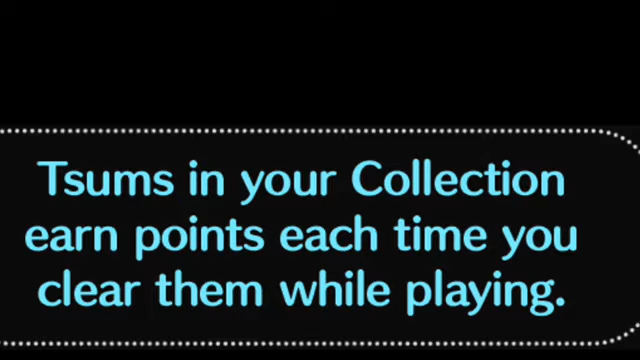 Tsums in your Collection
earn points each time you
clear them while playing.